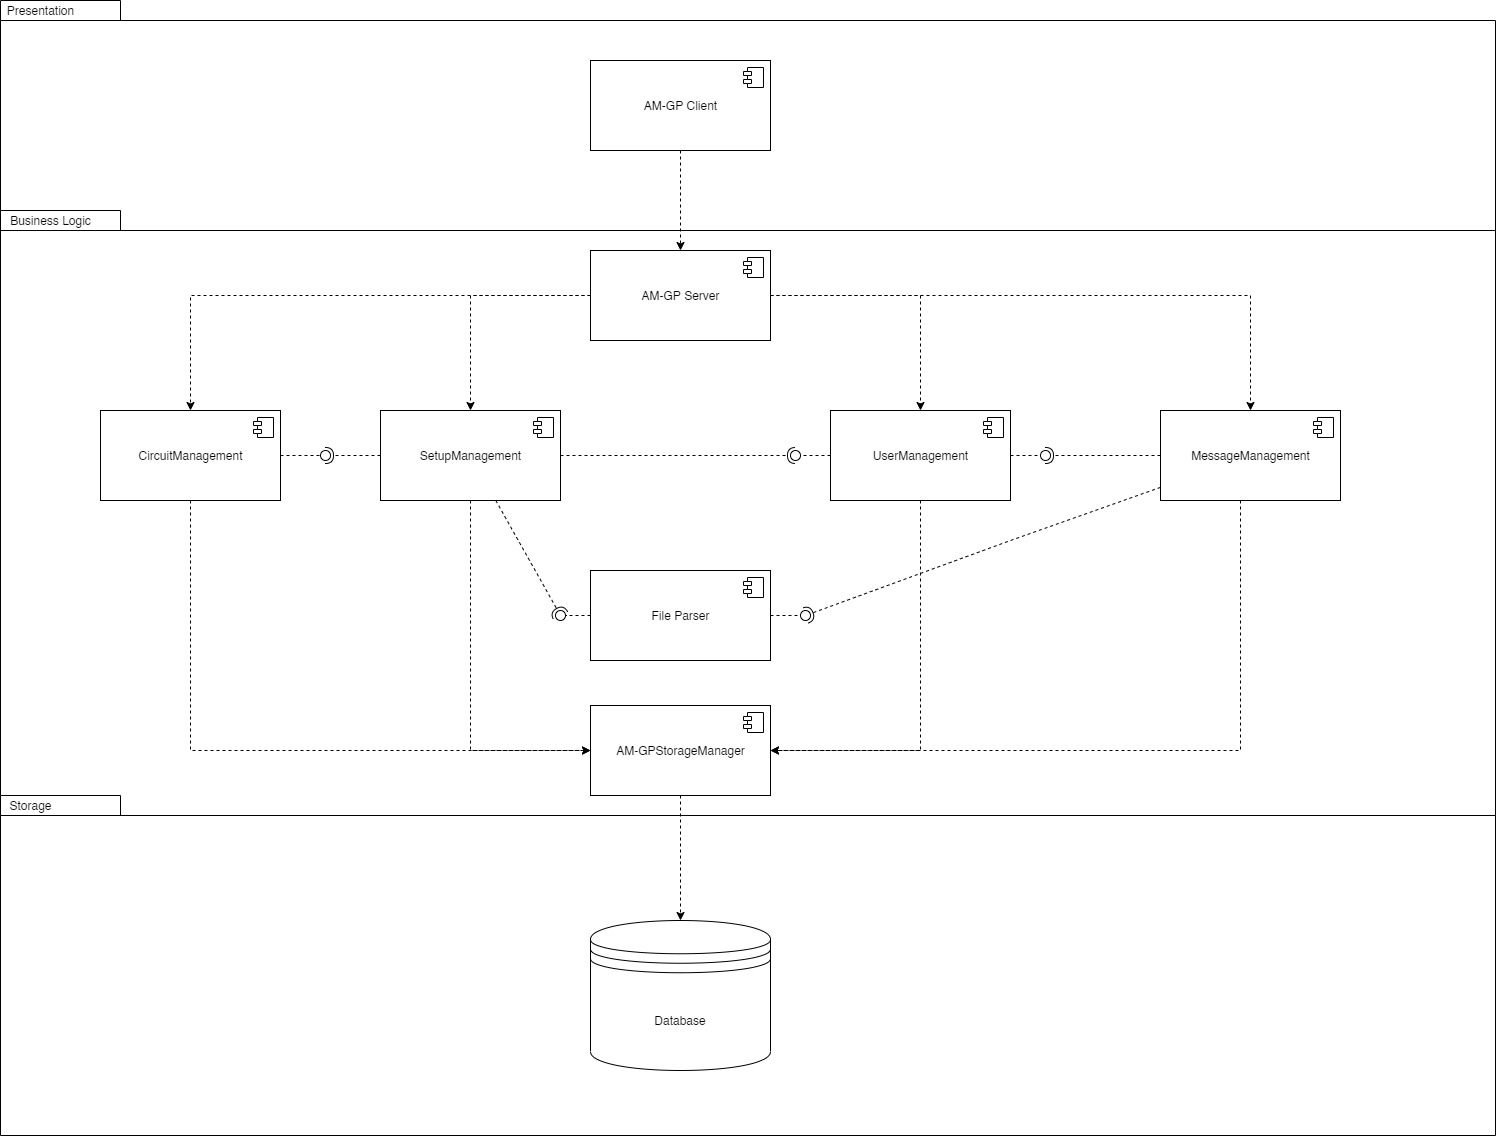 Presentation
AM-GP Client
Business Logic
AM-GP Server
CircuitManagement
SetupManagement
UserManagement
MessageManagement
File Parser
AM-GPStorageManager
Storage
Database